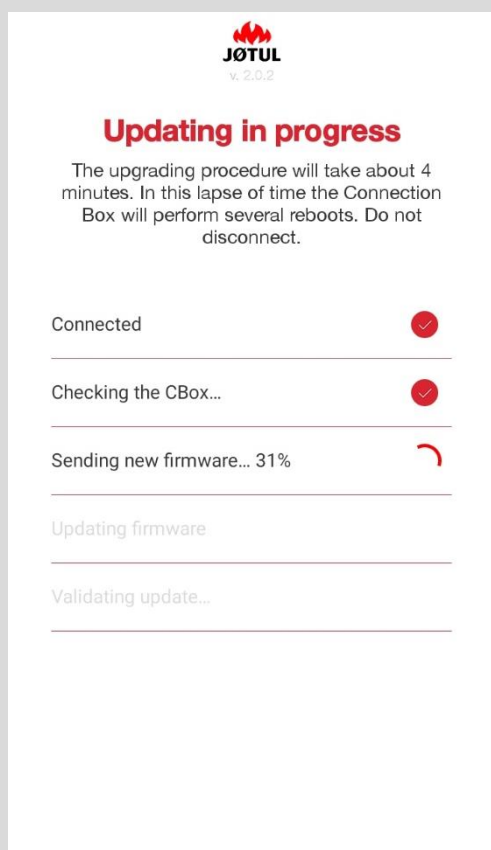 JØTUL
v. 2.0.2
Updating in progress
The upgrading procedure will take about 4
minutes. In this lapse of time the Connection
Box will perform several reboots. Do not
disconnect.
Connected
Checking the CBox...
Sending new firmware... 31%
Updating firmware
Validating update...